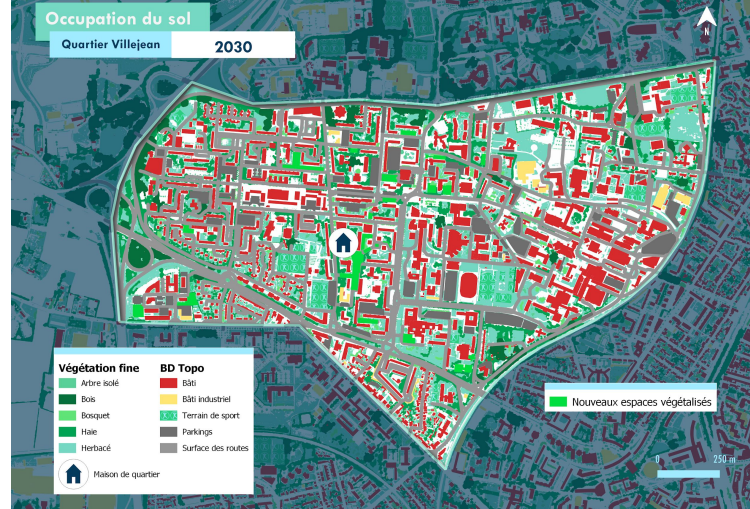 Occupation du sol
Quartier Villejean
2030
N
Végétation fine
Arbre isolé
Bois
Bosquet
Haie
Herbacé
Maison de quartier
BD Topo
Bâti
Bâti industriel
Terrain de sport
Parkings
Surface des routes
Nouveaux espaces végétalisés
0
250 m